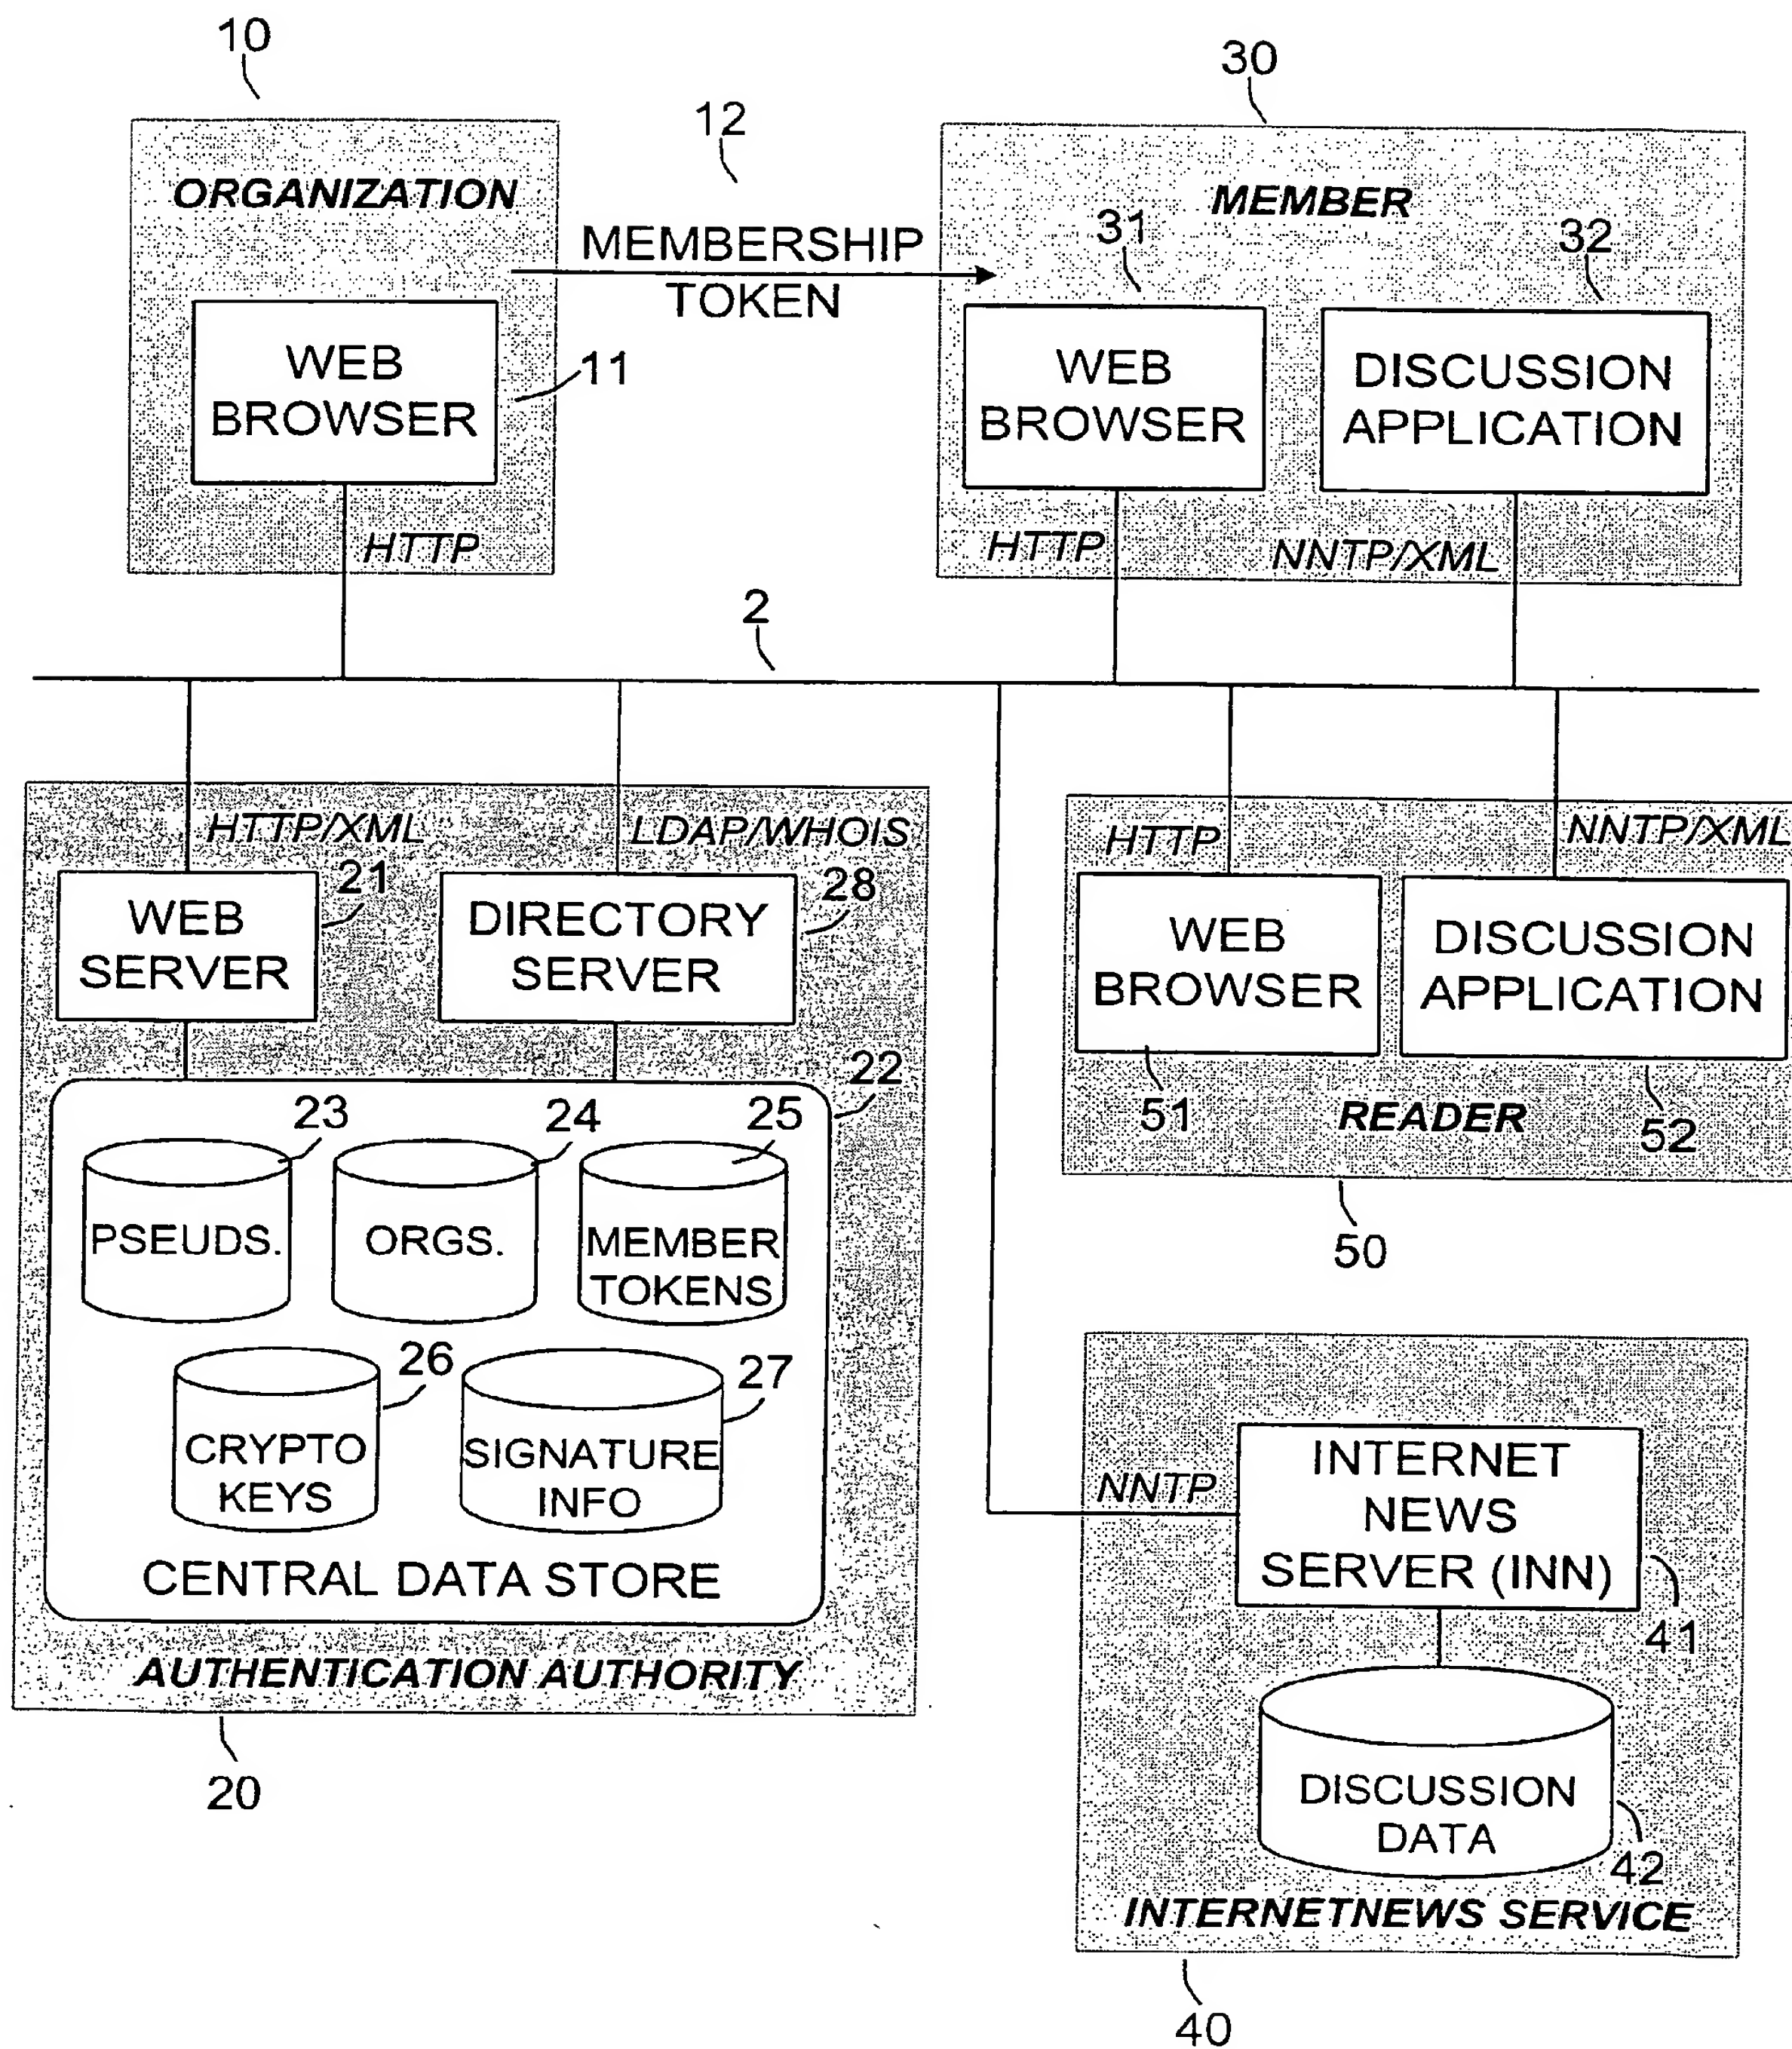 10
30
12
ORGANIZATION
MEMBER
31
32
MEMBERSHIP
TOKEN
WEB
BROWSER
11
WEB
BROWSER
DISCUSSION
APPLICATION
HTTP
HTTP
NNTP/XML
2
HTTP/XML
LDAP/WHOIS
HTTP
NNTP/XML
21
28
WEB
SERVER
DIRECTORY
SERVER
WEB
BROWSER
DISCUSSION
APPLICATION
22
23
24
25
51
READER
52
PSEUDS.
ORGS.
MEMBER
TOKENS
50
26
27
CRYPTO
KEYS
SIGNATURE
INFO
NNTP
INTERNET
NEWS
SERVER (INN)
CENTRAL DATA STORE
41
AUTHENTICATION AUTHORITY
20
DISCUSSION
DATA
42
INTERNETNEWS SERVICE
40